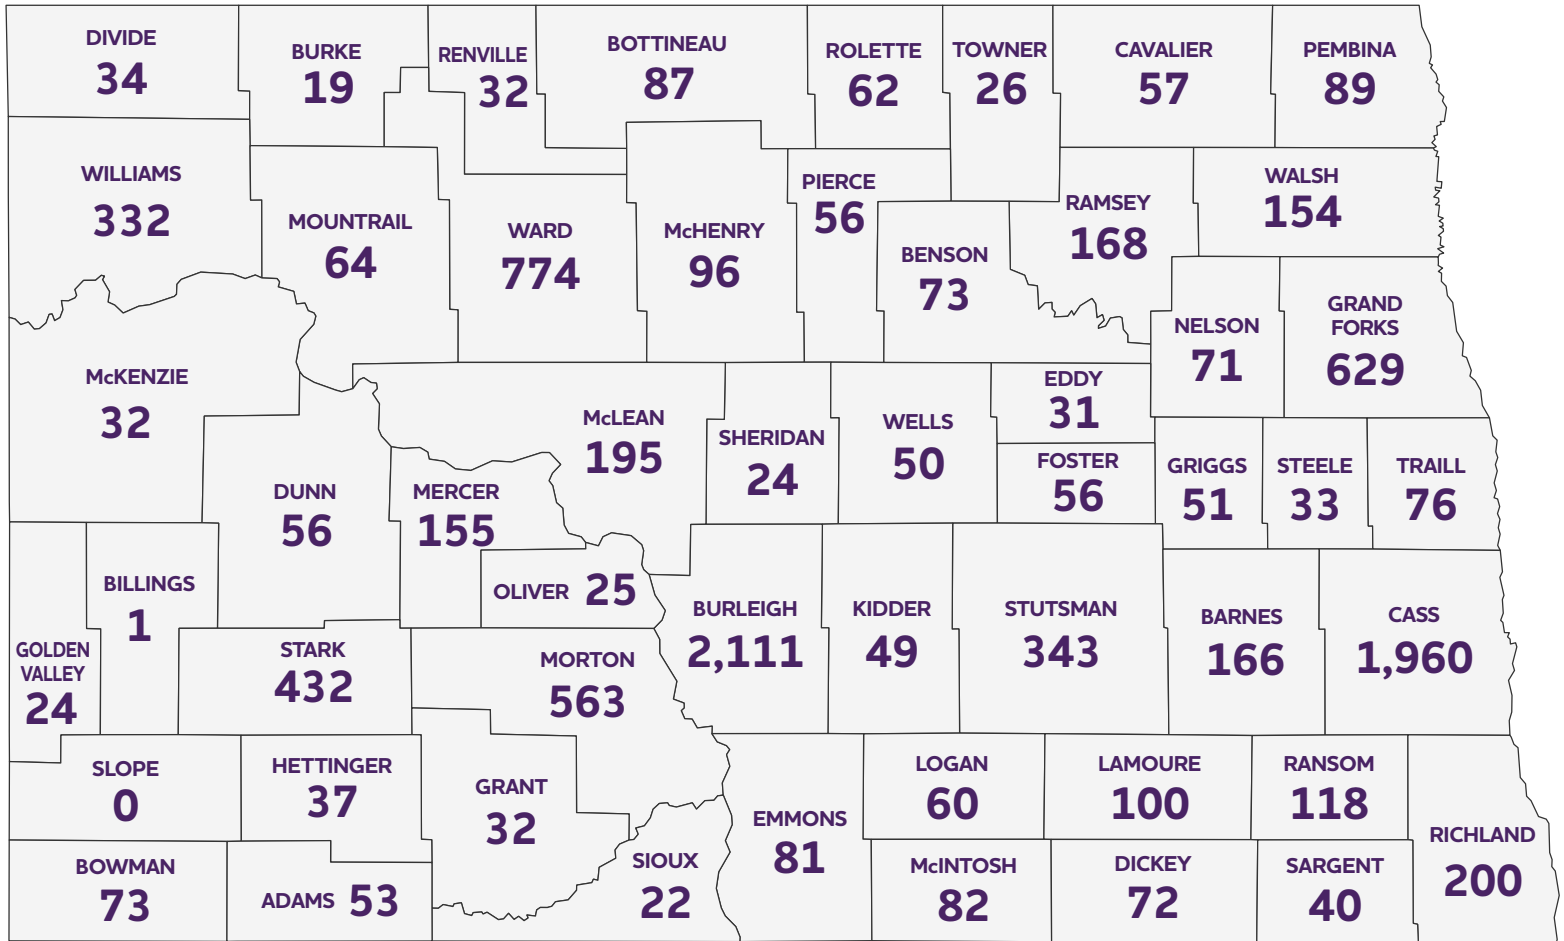 DIVIDE
34
BURKE
19
RENVILLE
32
BOTTINEAU
87
ROLETTE
62
TOWNER
26
CAVALIER
57
PEMBINA
89
WILLIAMS
332
MOUNTRAIL
64
WARD
774
McHENRY
96
PIERCE
56
BENSON
73
RAMSEY
168
WALSH
154
McKENZIE
32
DUNN
56
McLEAN
195
MERCER
155
OLIVER 25
SHERIDAN
24
WELLS
50
EDDY
31
FOSTER
56
NELSON
71
GRAND
FORKS
629
GRIGGS
51
STEELE
33
TRAILL
76
GOLDEN
VALLEY
24
BILLINGS
1
STARK
432
MORTON
563
BURLEIGH
2,111
KIDDER
49
STUTSMAN
343
BARNES
166
CASS
1,960
SLOPE
0
HETTINGER
37
GRANT
32
BOWMAN
73
ADAMS 53
SIOUX
22
EMMONS
81
LOGAN
60
LAMOURE
100
RANSOM
118
RICHLAND
200
McINTOSH
82
DICKEY
72
SARGENT
40